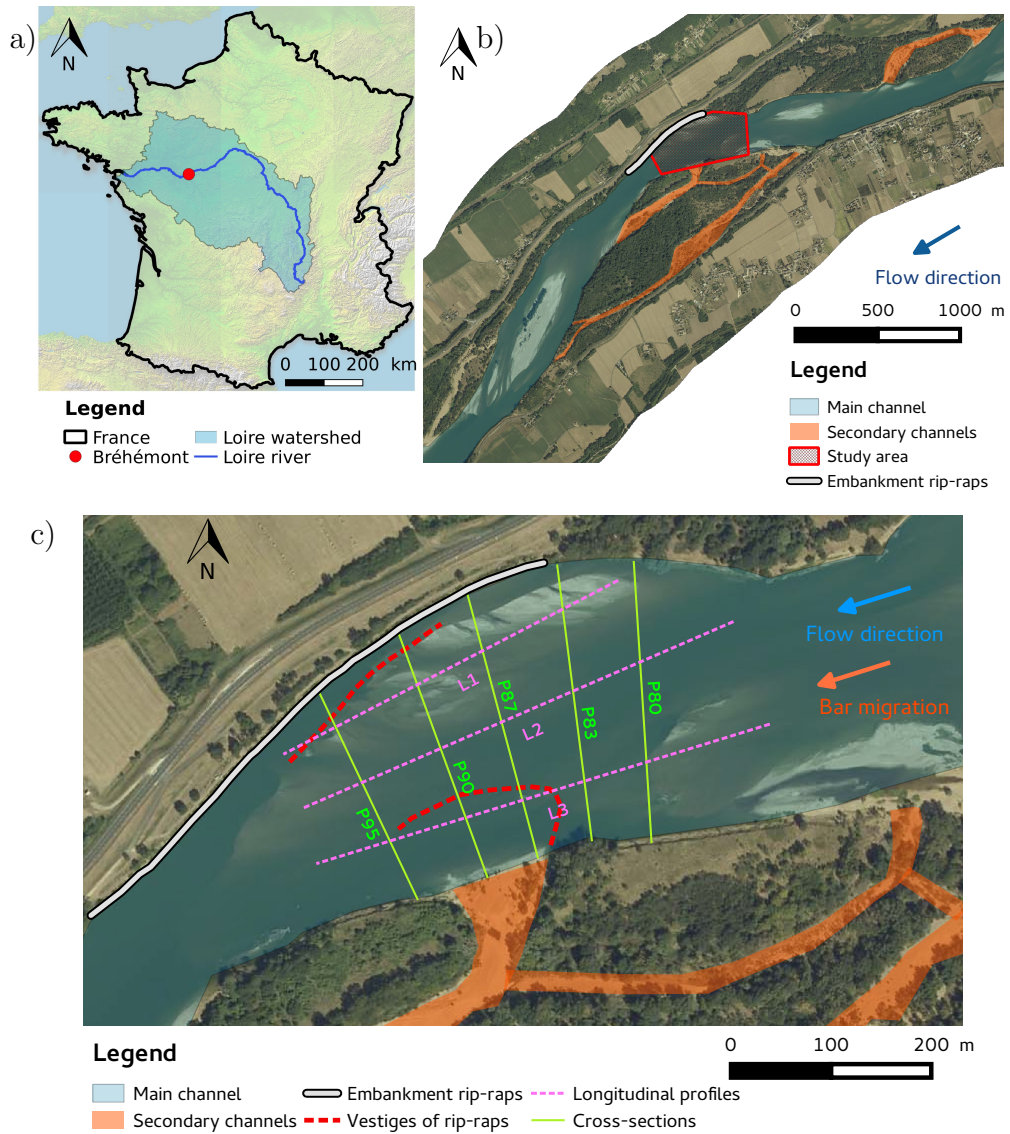 a)
N
0 100 200 km
Legend
France
Loire watershed
Bréhémont
Loire river
b)
N
Flow direction
0 500 1000 m
Legend
Main channel
Secondary channels
Study area
Embankment rip-raps
c)
N
Flow direction
Bar migration
L1
L2
L3
P95
P90
P87
P83
P80
0 100 200 m
Legend
Main channel
Embankment rip-raps
Longitudinal profiles
Secondary channels
Vestiges of rip-raps
Cross-sections